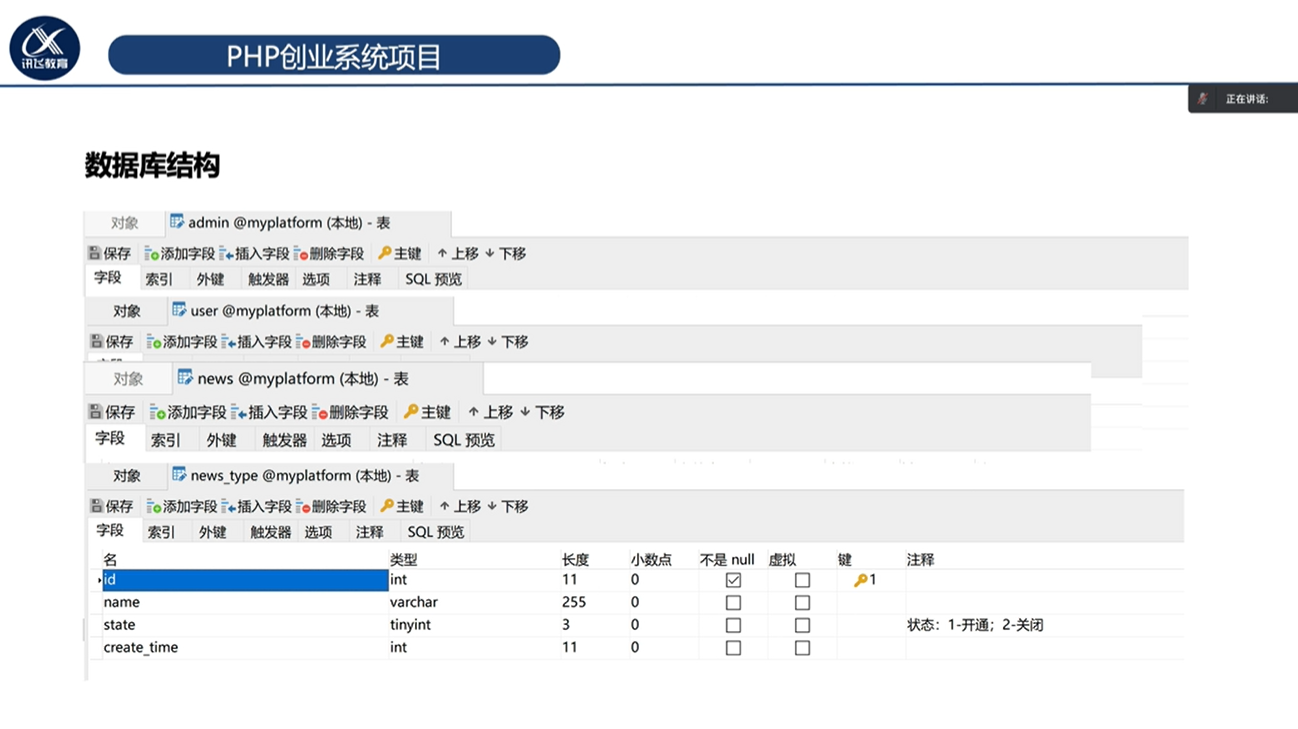 讯飞教育
PHP创业系统项目
正在讲话:
数据库结构
对象 admin @myplatform (本地) - 表
保存 添加字段 插入字段 删除字段 主键 ↑ 上移 ↓ 下移
字段 索引 外键 触发器 选项 注释 SQL 预览
对象 user @myplatform (本地) - 表
保存 添加字段 插入字段 删除字段 主键 ↑ 上移 ↓ 下移
对象 news @myplatform (本地) - 表
保存 添加字段 插入字段 删除字段 主键 ↑ 上移 ↓ 下移
字段 索引 外键 触发器 选项 注释 SQL 预览
对象 news_type @myplatform (本地) - 表
保存 添加字段 插入字段 删除字段 主键 ↑ 上移 ↓ 下移
字段 索引 外键 触发器 选项 注释 SQL 预览
名 类型 长度 小数点 不是 null 虚拟 键 注释
id int 11 0 1
name varchar 255 0
state tinyint 3 0 状态：1-开通；2-关闭
create_time int 11 0